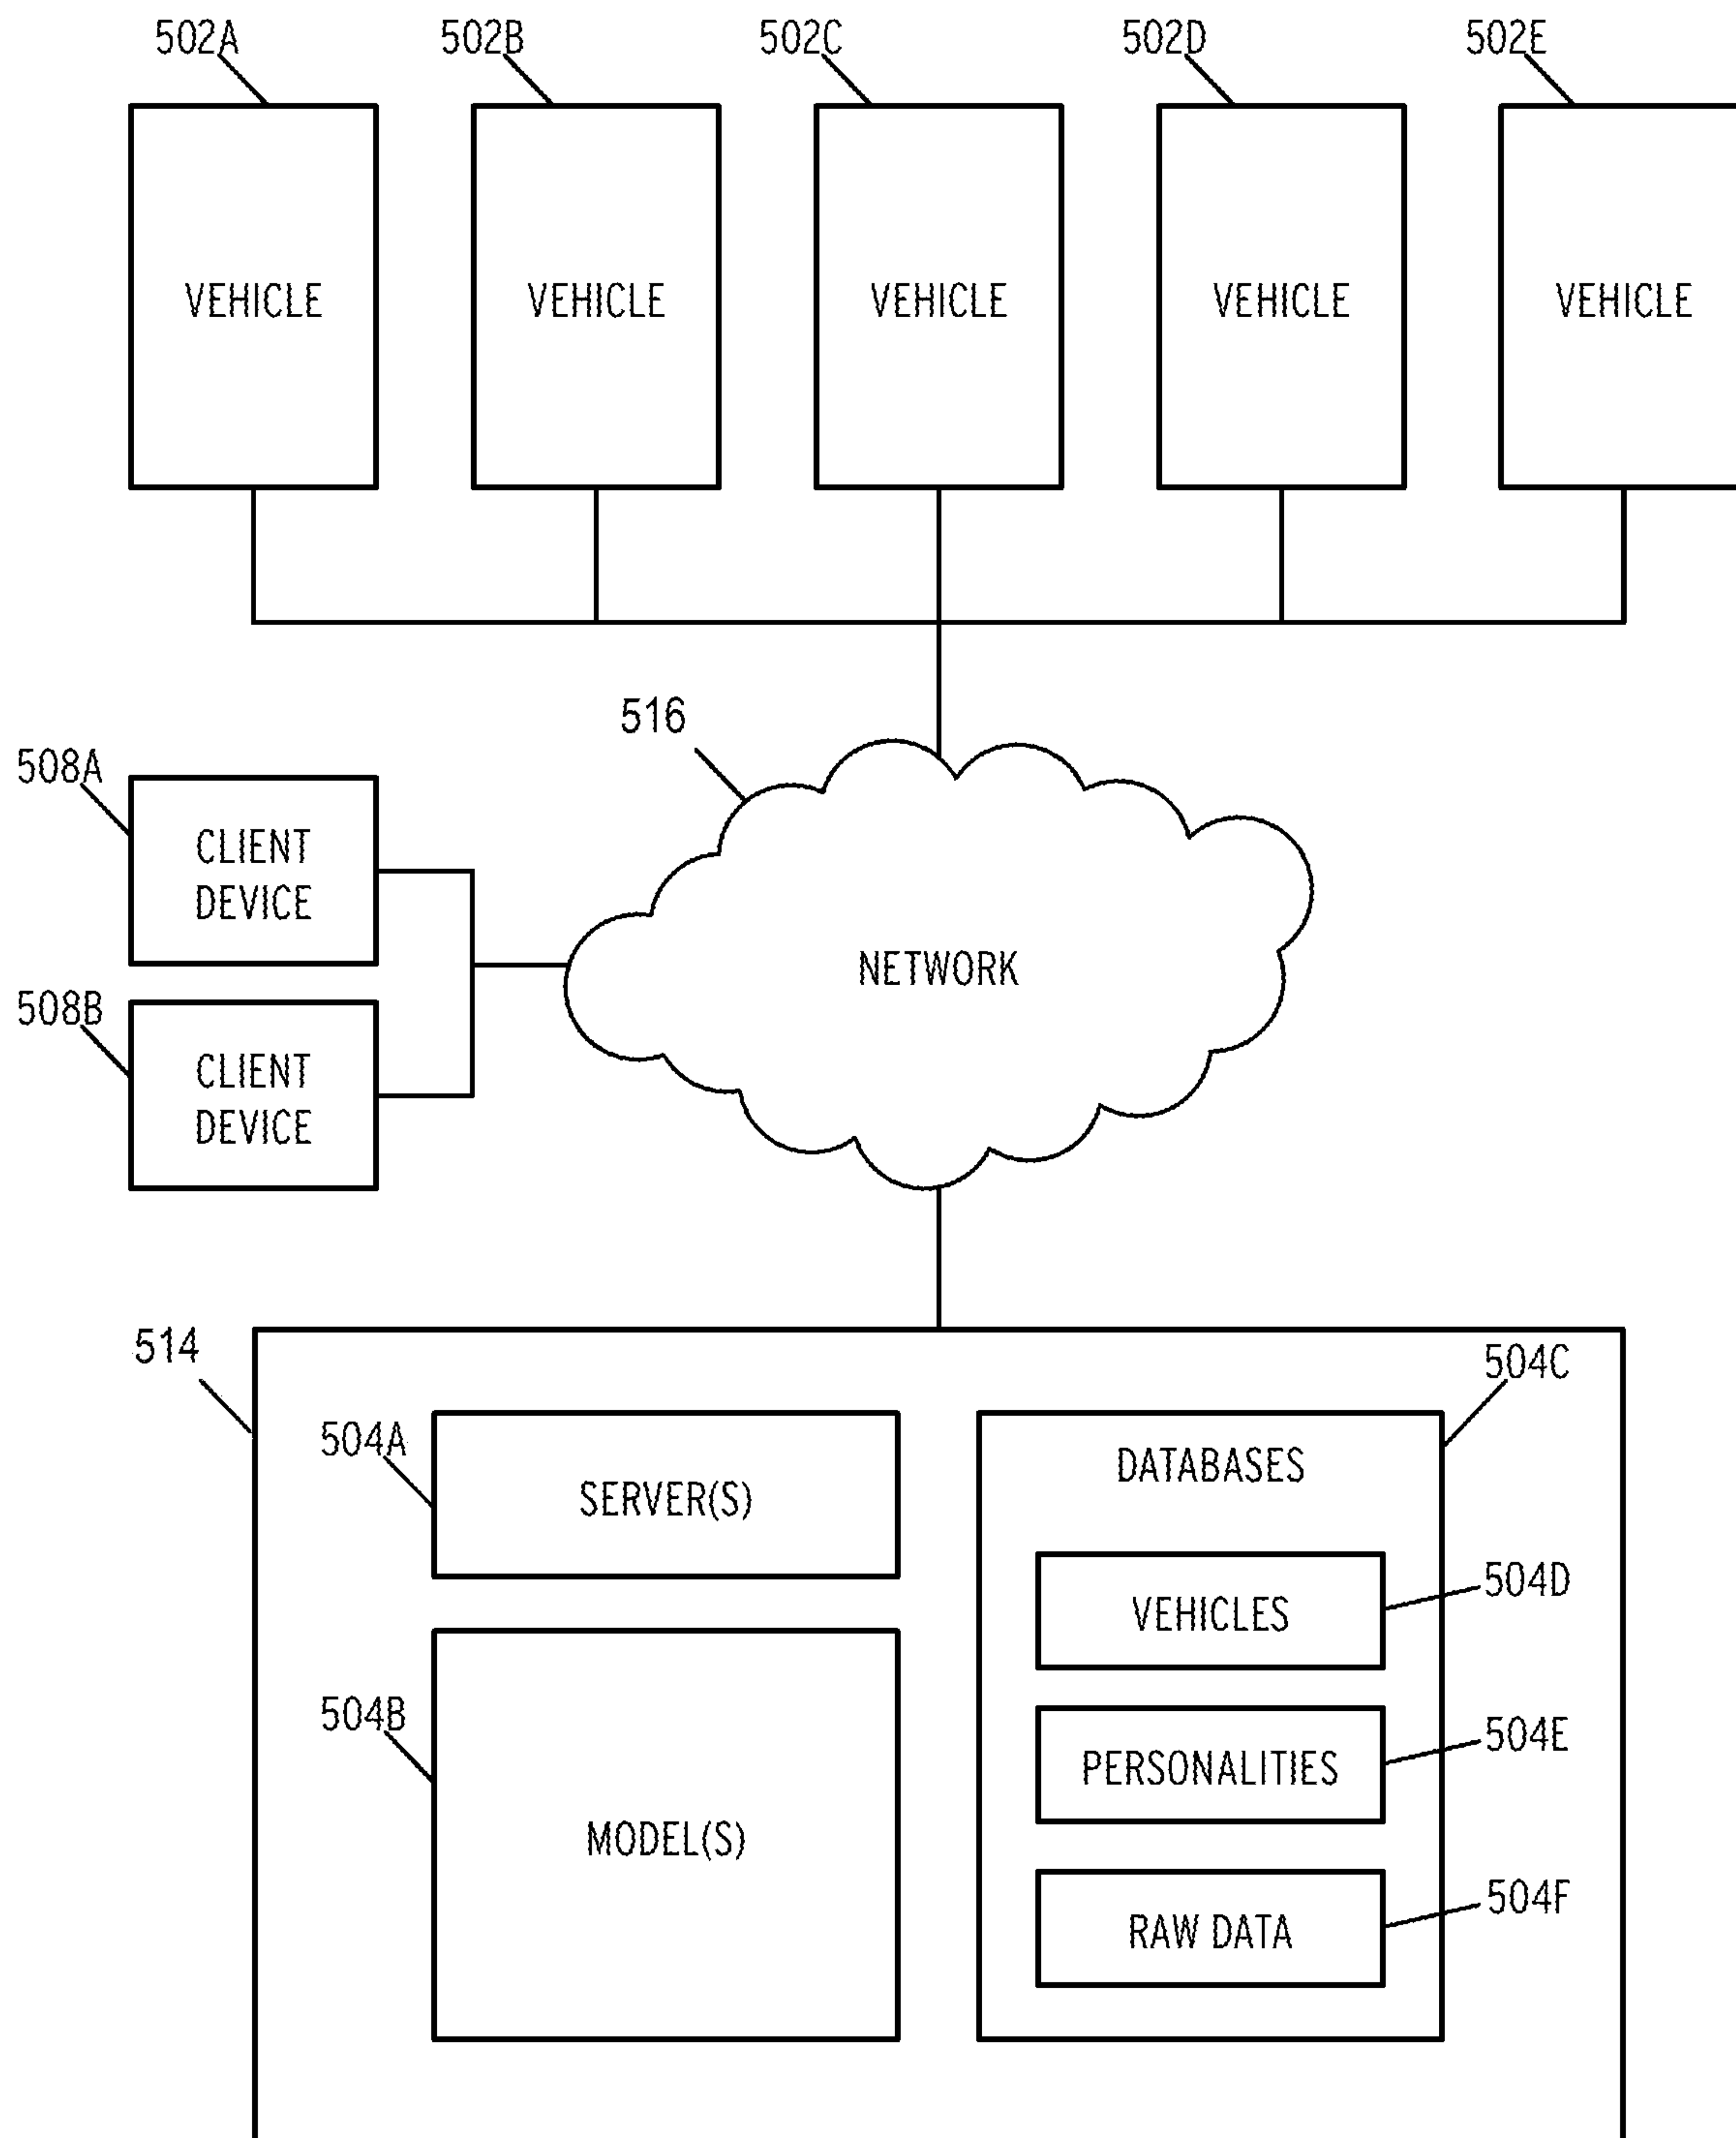 502A 502B 502C 502D 502E
VEHICLE VEHICLE VEHICLE VEHICLE VEHICLE
516
508A
CLIENT
DEVICE
NETWORK
508B
CLIENT
DEVICE
514
504C
504A
DATABASES
SERVER(S)
504D
VEHICLES
504B
504E
PERSONALITIES
MODEL(S)
504F
RAW DATA